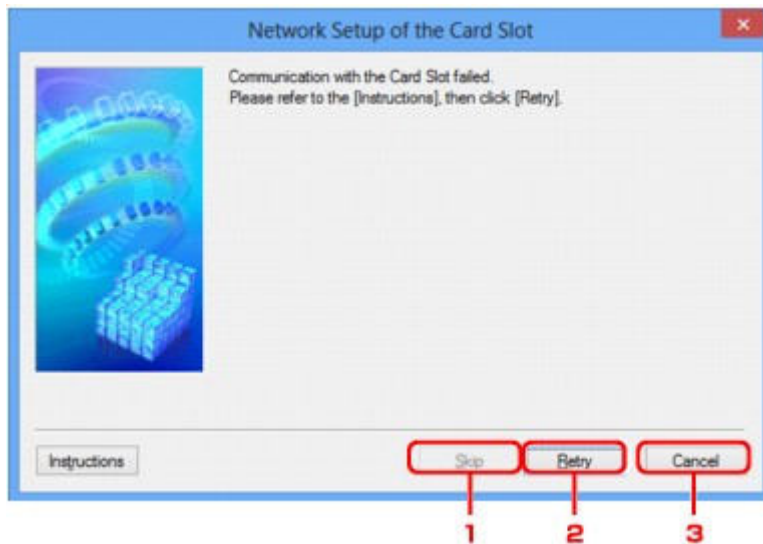 Network Setup of the Card Slot
Communication with the Card Slot failed.
Please refer to the [Instructions], then click [Retry].
Instructions
Skip
Retry
Cancel
1
2
3